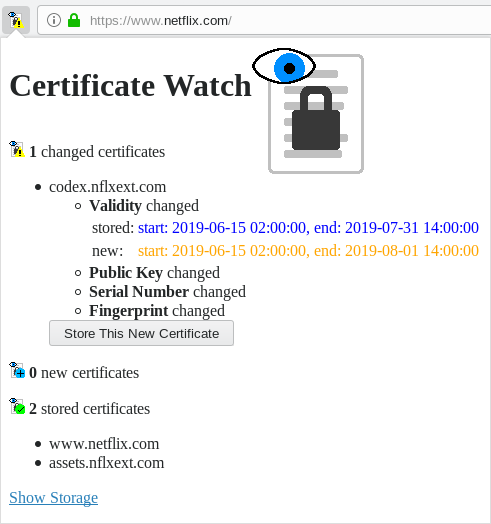 https://www.netflix.com/
Certificate Watch
1 changed certificates
codex.nflxext.com
Validity changed
stored: start: 2019-06-15 02:00:00, end: 2019-07-31 14:00:00
new: start: 2019-06-15 02:00:00, end: 2019-08-01 14:00:00
Public Key changed
Serial Number changed
Fingerprint changed
Store This New Certificate
0 new certificates
2 stored certificates
www.netflix.com
assets.nflxext.com
Show Storage